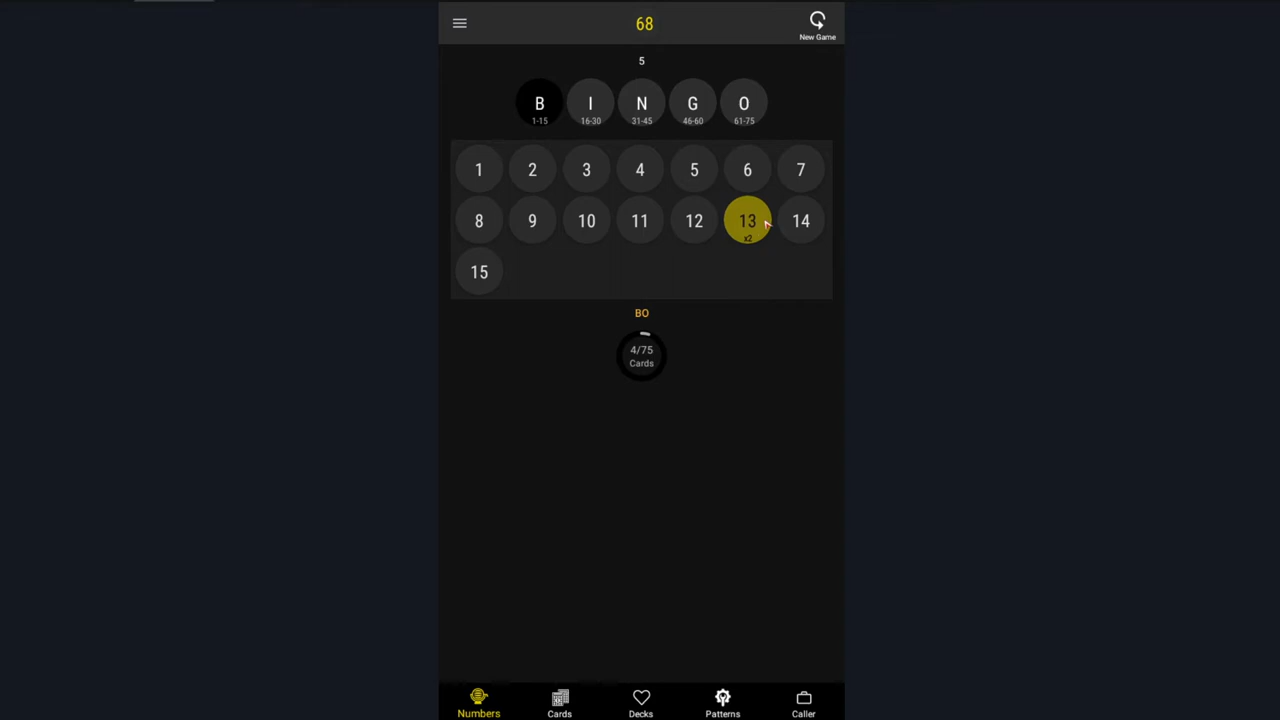 68
New Game
5
B I N G O
1-15 16-30 31-45 46-60 61-75
1 2 3 4 5 6 7
8 9 10 11 12 13 14
x2
15
BO
4/75
Cards
Numbers Cards Decks Patterns Caller